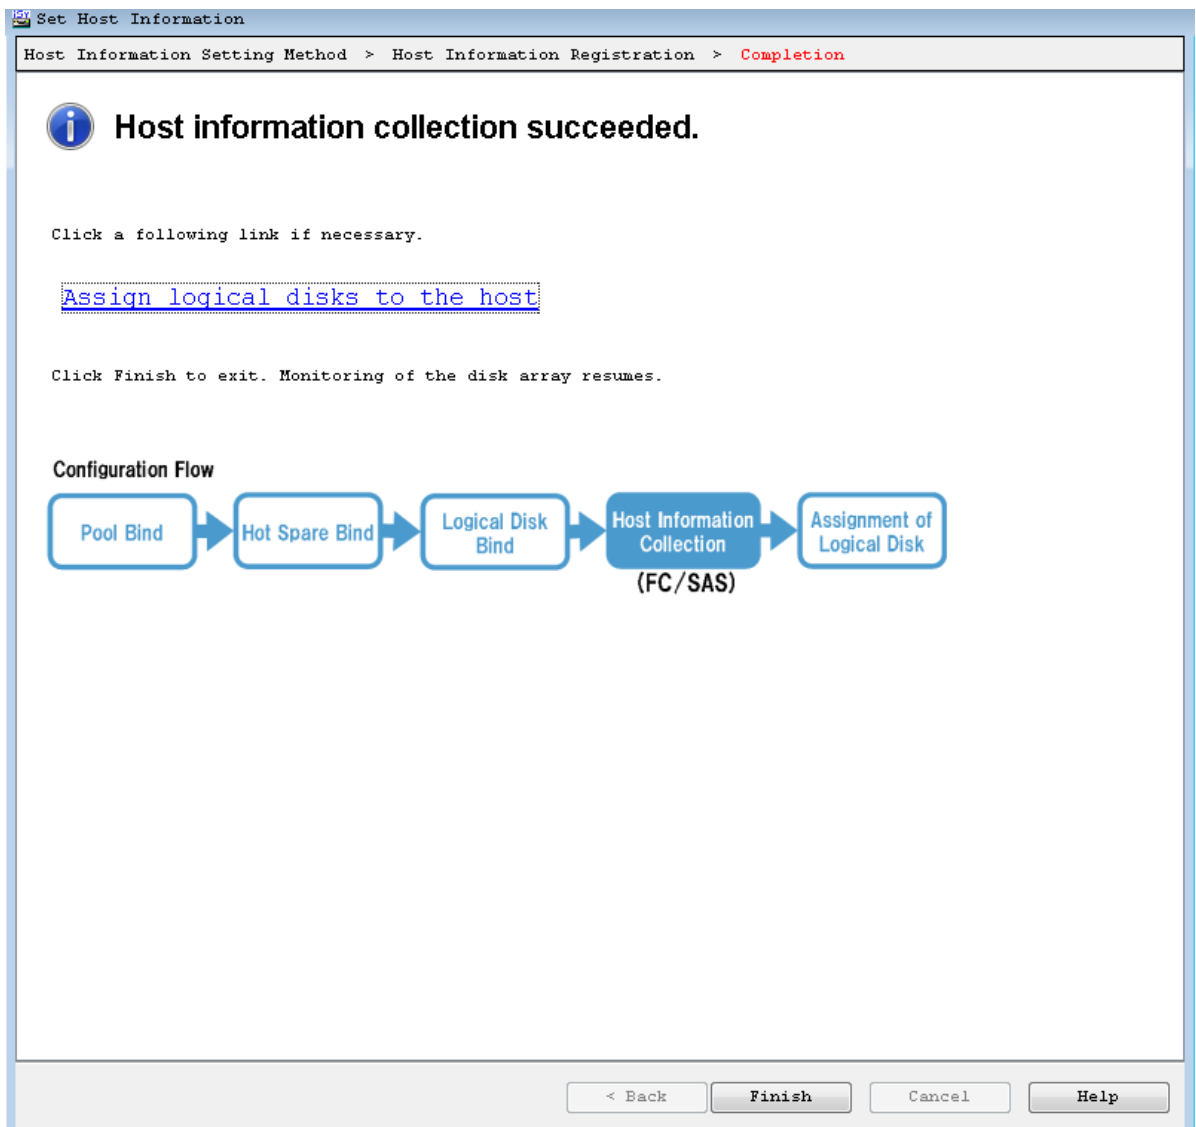 Set Host Information
Host Information Setting Method > Host Information Registration > Completion
Host information collection succeeded.
Click a following link if necessary.
Assign logical disks to the host
Click Finish to exit. Monitoring of the disk array resumes.
Configuration Flow
Pool Bind
Hot Spare Bind
Logical Disk
Bind
Host Information
Collection
(FC/SAS)
Assignment of
Logical Disk
< Back
Finish
Cancel
Help